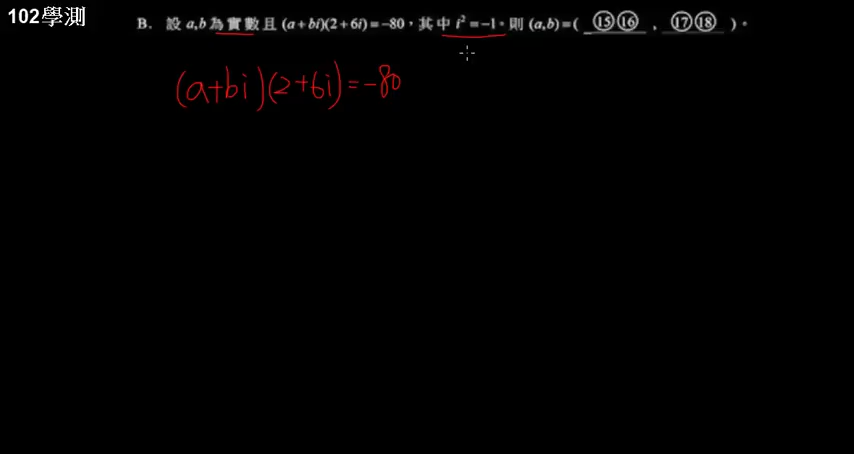 102學測
B. 設 a,b 為實數且 (a+bi)(2+6i)=-80，其中 i²=-1。則 (a,b)=( ⑮⑯ , ⑰⑱ )。
(a+bi)(2+6i)=-80